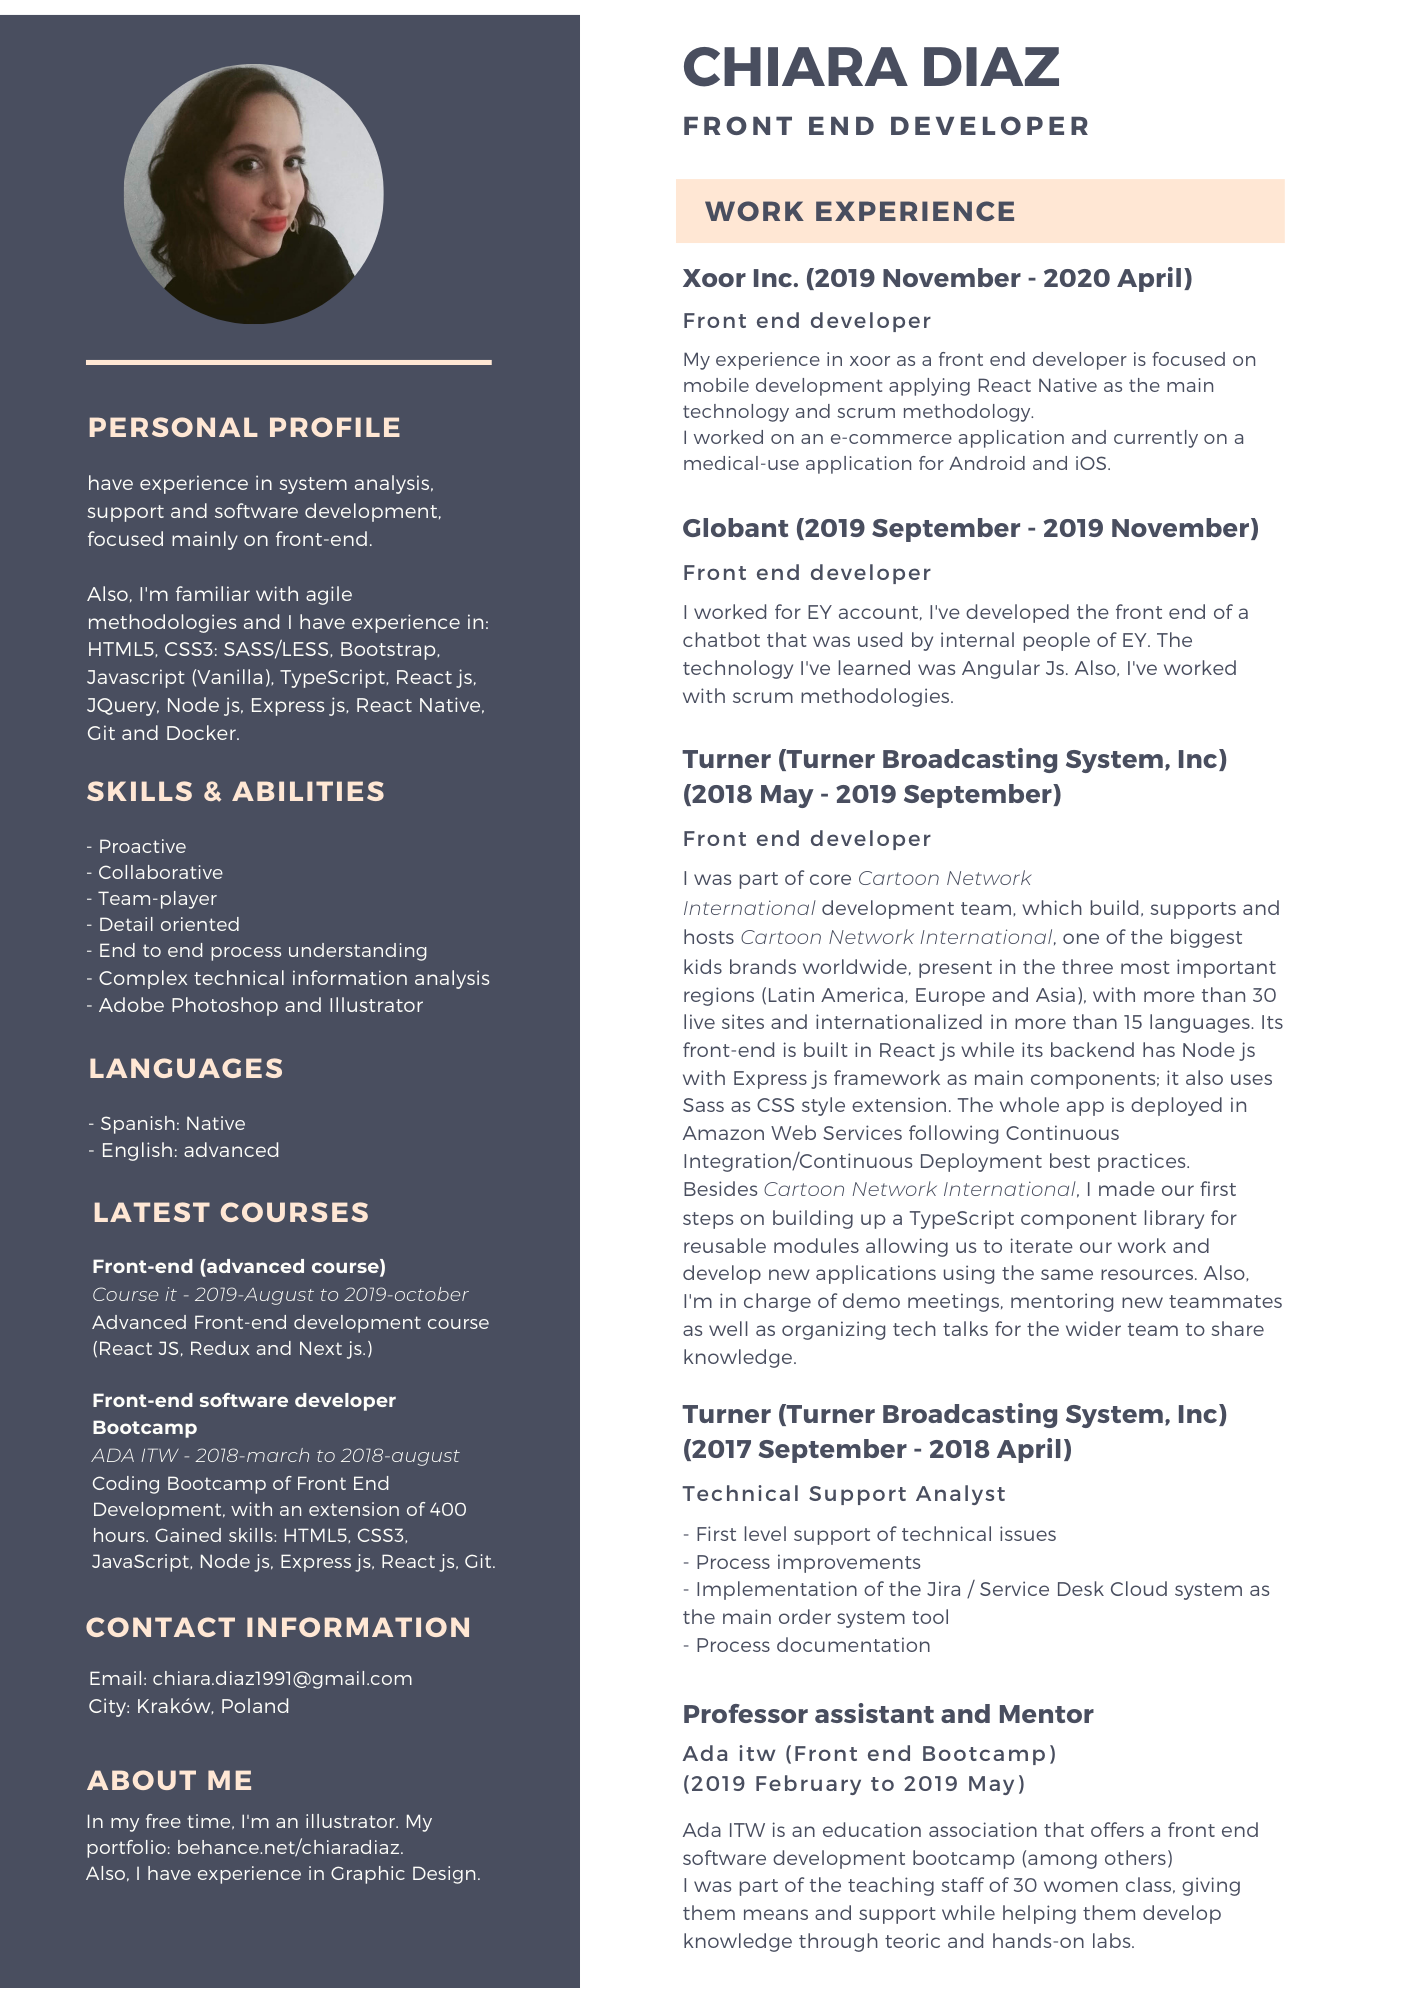 CHIARA DIAZ
FRONT END DEVELOPER
PERSONAL PROFILE
have experience in system analysis,
support and software development,
focused mainly on front-end.
Also, I'm familiar with agile
methodologies and I have experience in:
HTML5, CSS3: SASS/LESS, Bootstrap,
Javascript (Vanilla), TypeScript, React js,
JQuery, Node js, Express js, React Native,
Git and Docker.
SKILLS & ABILITIES
- Proactive
- Collaborative
- Team-player
- Detail oriented
- End to end process understanding
- Complex technical information analysis
- Adobe Photoshop and Illustrator
LANGUAGES
- Spanish: Native
- English: advanced
LATEST COURSES
Front-end (advanced course)
Course it - 2019-August to 2019-october
Advanced Front-end development course
(React JS, Redux and Next js.)
Front-end software developer
Bootcamp
ADA ITW - 2018-march to 2018-august
Coding Bootcamp of Front End
Development, with an extension of 400
hours. Gained skills: HTML5, CSS3,
JavaScript, Node js, Express js, React js, Git.
CONTACT INFORMATION
Email: chiara.diaz1991@gmail.com
City: Kraków, Poland
ABOUT ME
In my free time, I'm an illustrator. My
portfolio: behance.net/chiaradiaz.
Also, I have experience in Graphic Design.
WORK EXPERIENCE
Xoor Inc. (2019 November - 2020 April)
Front end developer
My experience in xoor as a front end developer is focused on
mobile development applying React Native as the main
technology and scrum methodology.
I worked on an e-commerce application and currently on a
medical-use application for Android and iOS.
Globant (2019 September - 2019 November)
Front end developer
I worked for EY account, I've developed the front end of a
chatbot that was used by internal people of EY. The
technology I've learned was Angular Js. Also, I've worked
with scrum methodologies.
Turner (Turner Broadcasting System, Inc)
(2018 May - 2019 September)
Front end developer
I was part of core Cartoon Network
International development team, which build, supports and
hosts Cartoon Network International, one of the biggest
kids brands worldwide, present in the three most important
regions (Latin America, Europe and Asia), with more than 30
live sites and internationalized in more than 15 languages. Its
front-end is built in React js while its backend has Node js
with Express js framework as main components; it also uses
Sass as CSS style extension. The whole app is deployed in
Amazon Web Services following Continuous
Integration/Continuous Deployment best practices.
Besides Cartoon Network International, I made our first
steps on building up a TypeScript component library for
reusable modules allowing us to iterate our work and
develop new applications using the same resources. Also,
I'm in charge of demo meetings, mentoring new teammates
as well as organizing tech talks for the wider team to share
knowledge.
Turner (Turner Broadcasting System, Inc)
(2017 September - 2018 April)
Technical Support Analyst
- First level support of technical issues
- Process improvements
- Implementation of the Jira / Service Desk Cloud system as
the main order system tool
- Process documentation
Professor assistant and Mentor
Ada itw (Front end Bootcamp)
(2019 February to 2019 May)
Ada ITW is an education association that offers a front end
software development bootcamp (among others)
I was part of the teaching staff of 30 women class, giving
them means and support while helping them develop
knowledge through teoric and hands-on labs.